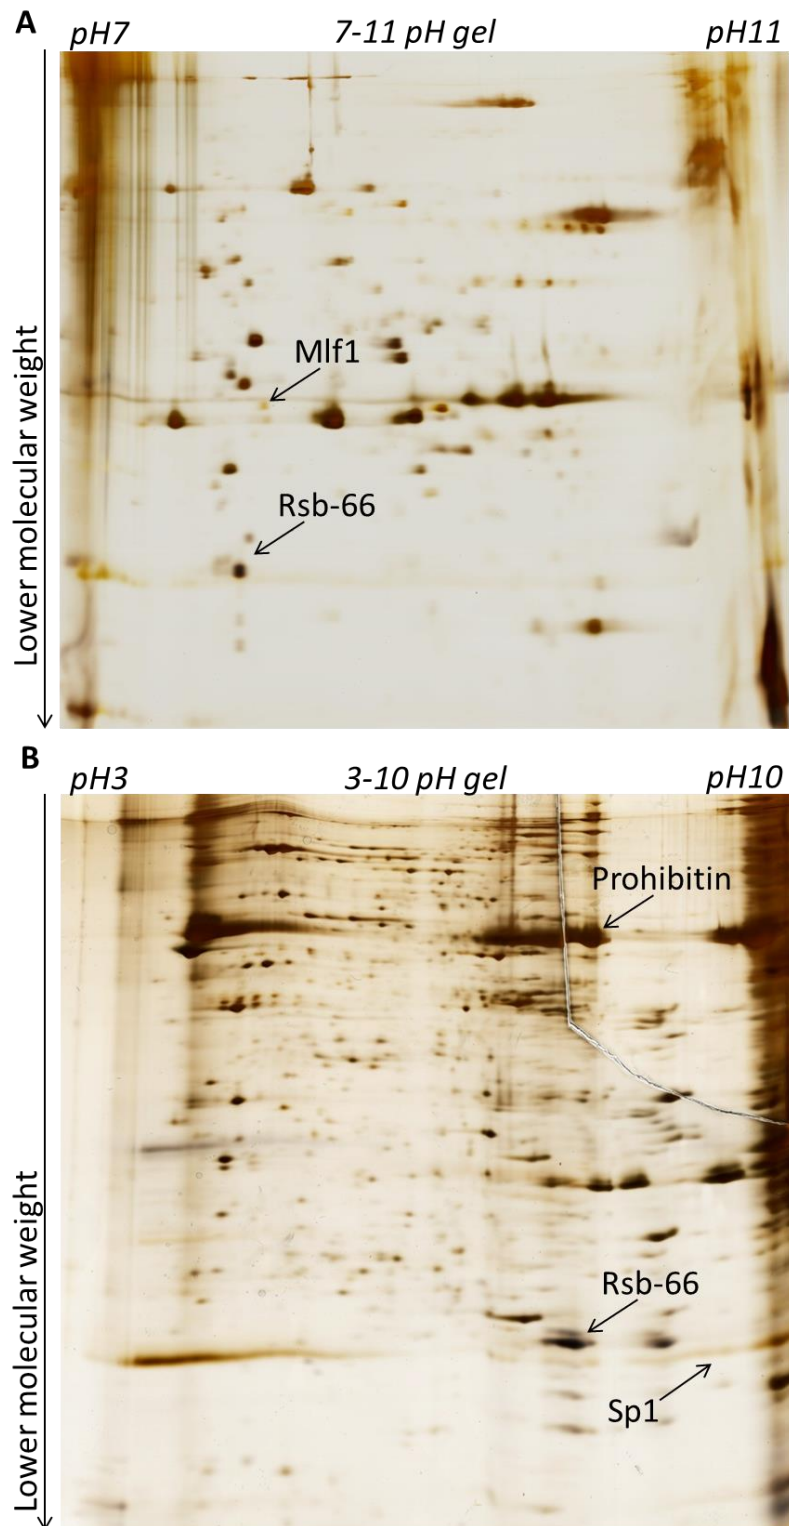 A
pH7 7-11 pH gel pH11
Lower molecular weight
Mlf1
Rsb-66
B
pH3 3-10 pH gel pH10
Lower molecular weight
Prohibitin
Rsb-66
Sp1